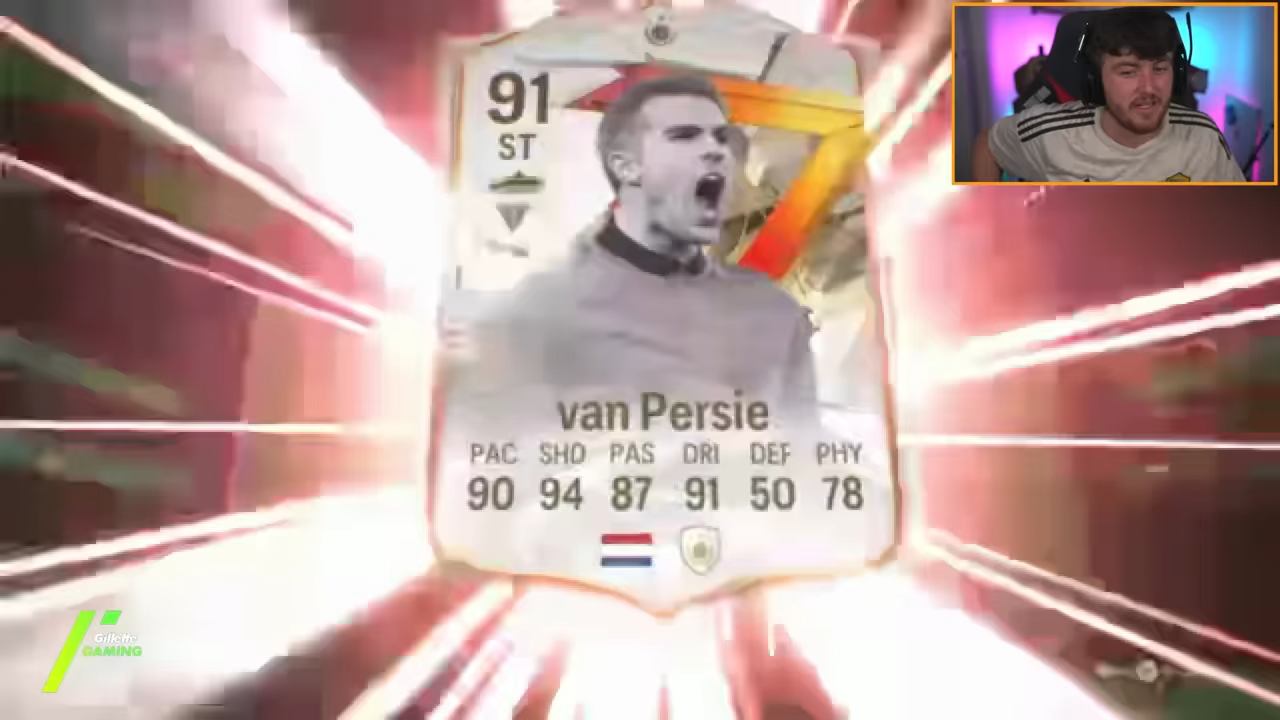 91
ST
van Persie
PAC SHO PAS DRI DEF PHY
90 94 87 91 50 78
Gillette
GAMING